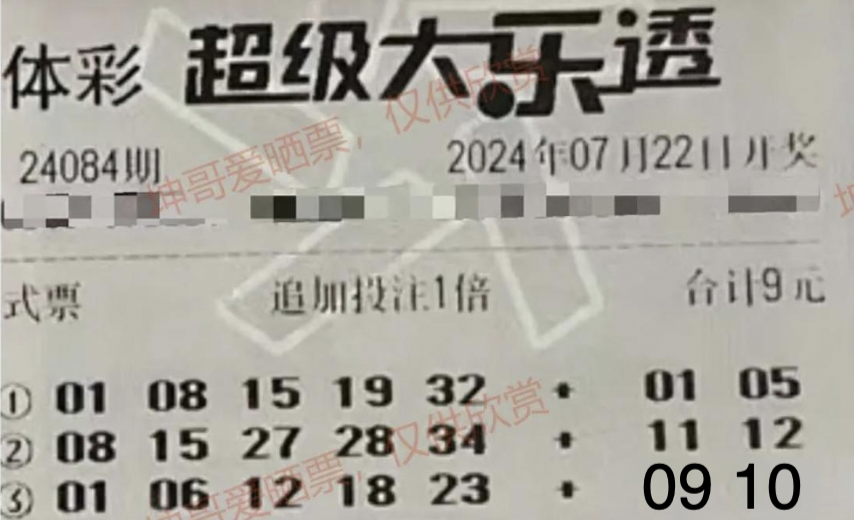 体彩 超级大乐透
24084期 2024年07月22日开奖
式票 追加投注1倍 合计9元
① 01 08 15 19 32 + 01 05
② 08 15 27 28 34 + 11 12
③ 01 06 12 18 23 + 09 10
坤哥爱晒票，仅供欣赏
坤哥爱晒票，仅供欣赏
坤